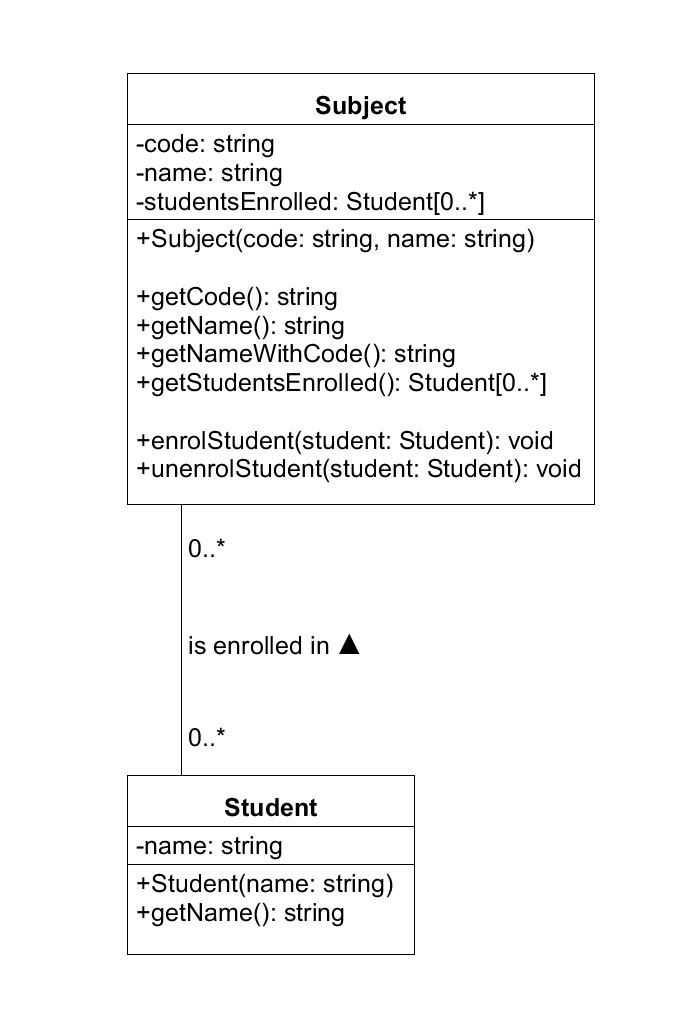 Subject
-code: string
-name: string
-studentsEnrolled: Student[0..*]
+Subject(code: string, name: string)
+getCode(): string
+getName(): string
+getNameWithCode(): string
+getStudentsEnrolled(): Student[0..*]
+enrolStudent(student: Student): void
+unenrolStudent(student: Student): void
0..*
is enrolled in ▲
0..*
Student
-name: string
+Student(name: string)
+getName(): string